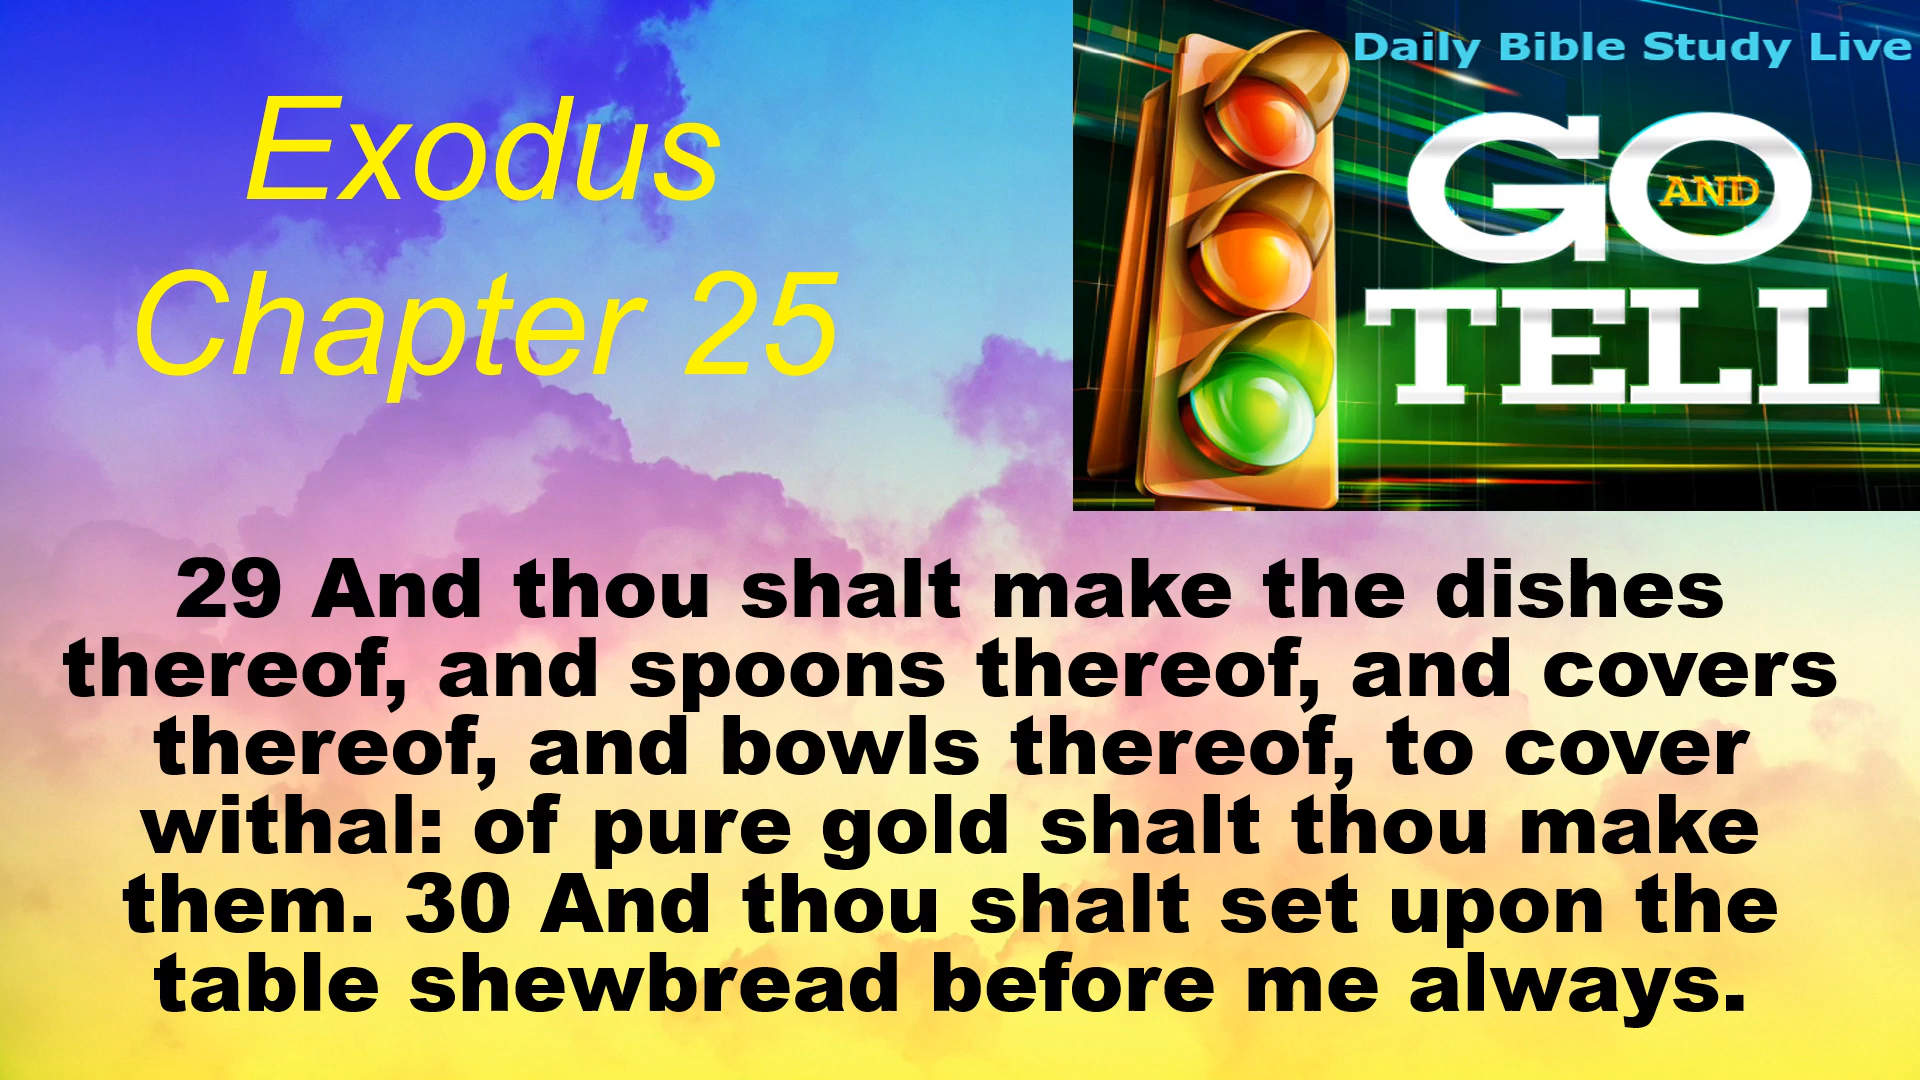 Exodus
Chapter 25
Daily Bible Study Live
GO
AND
TELL
29 And thou shalt make the dishes
thereof, and spoons thereof, and covers
thereof, and bowls thereof, to cover
withal: of pure gold shalt thou make
them. 30 And thou shalt set upon the
table shewbread before me always.